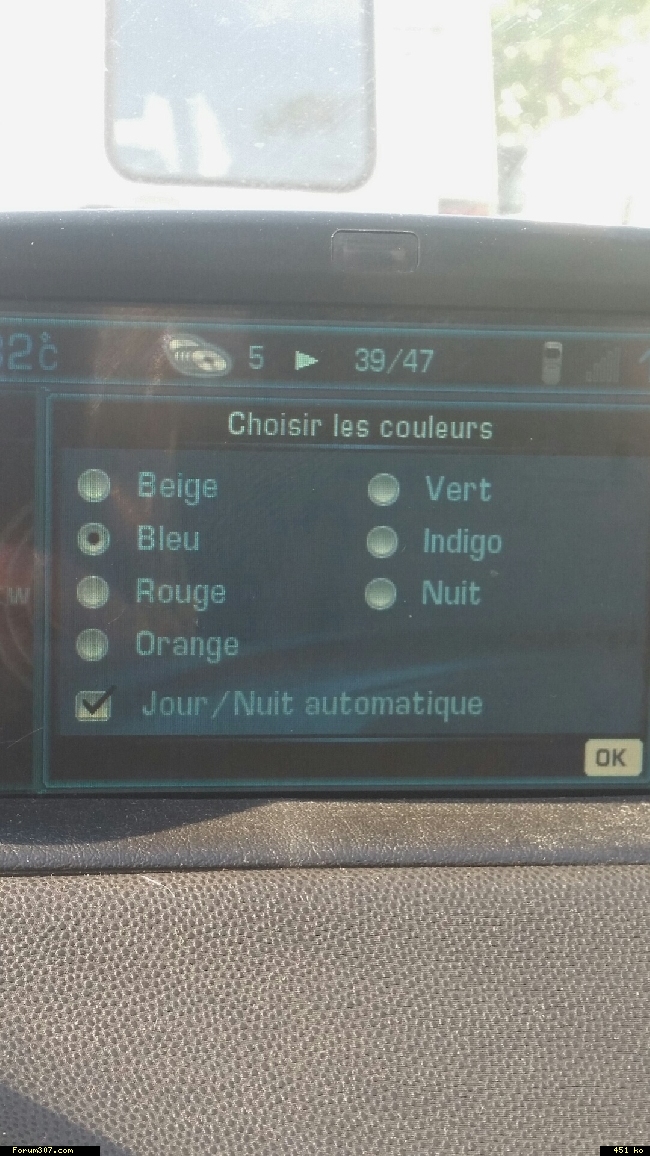 32°C 5 39/47
Choisir les couleurs
Beige Vert
Bleu Indigo
Rouge Nuit
Orange
Jour/Nuit automatique
OK
Forum307.com 451 ko